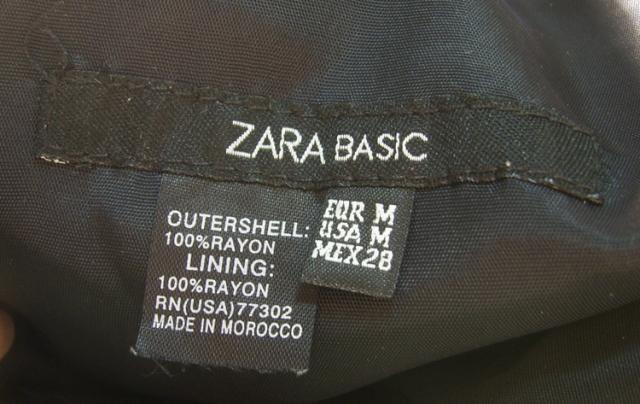 ZARA BASIC
OUTERSHELL:
100%RAYON
LINING:
100%RAYON
RN(USA)77302
MADE IN MOROCCO
EUR M
USA M
MEX 28